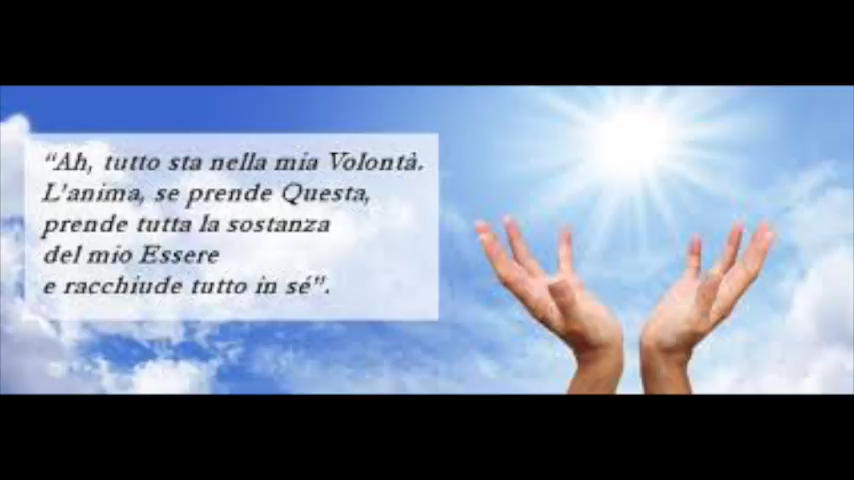 “Ah, tutto sta nella mia Volontà.
L'anima, se prende Questa,
prende tutta la sostanza
del mio Essere
e racchiude tutto in sé”.